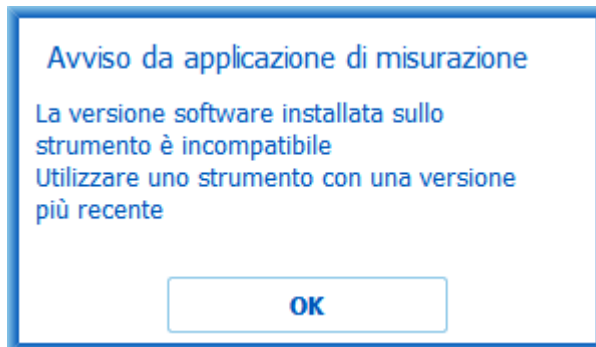 Avviso da applicazione di misurazione
La versione software installata sullo
strumento è incompatibile
Utilizzare uno strumento con una versione
più recente
OK